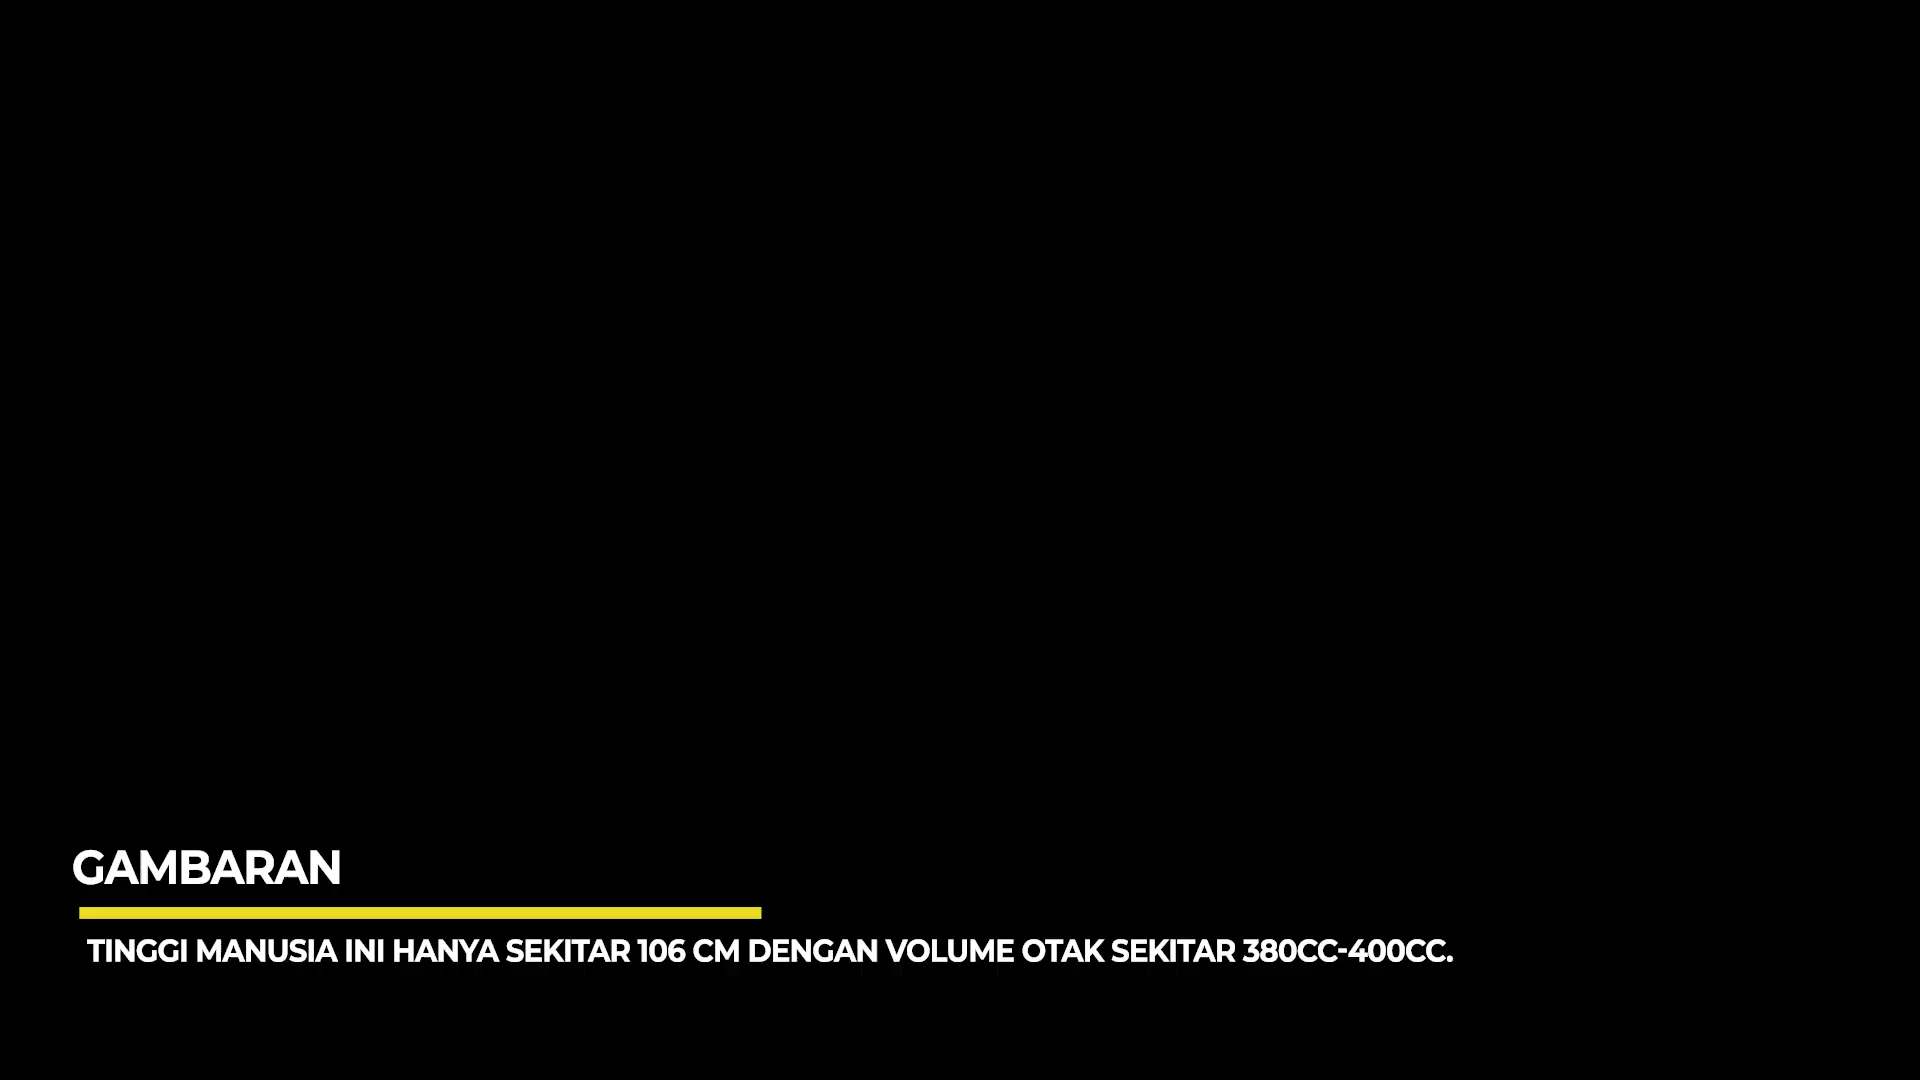 GAMBARAN
TINGGI MANUSIA INI HANYA SEKITAR 106 CM DENGAN VOLUME OTAK SEKITAR 380CC-400CC.